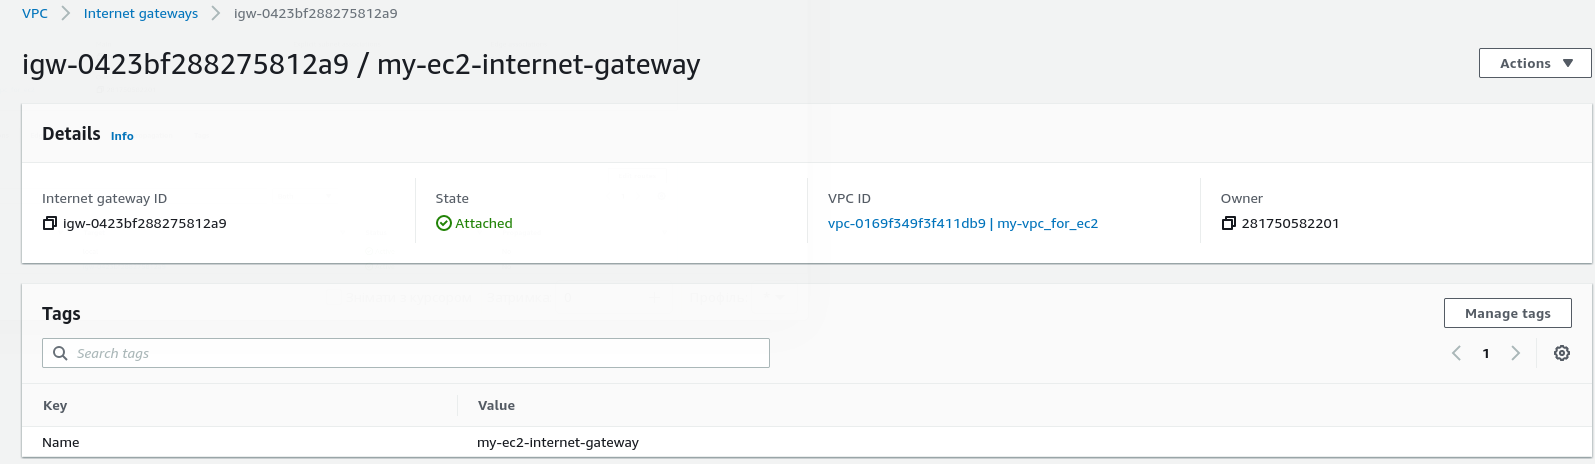 VPC > Internet gateways > igw-0423bf288275812a9
igw-0423bf288275812a9 / my-ec2-internet-gateway
Actions ▼
Details Info
Internet gateway ID State VPC ID Owner
igw-0423bf288275812a9 Attached vpc-0169f349f3f411db9 | my-vpc_for_ec2 281750582201
Tags
Manage tags
Search tags
< 1 >
Key Value
Name my-ec2-internet-gateway